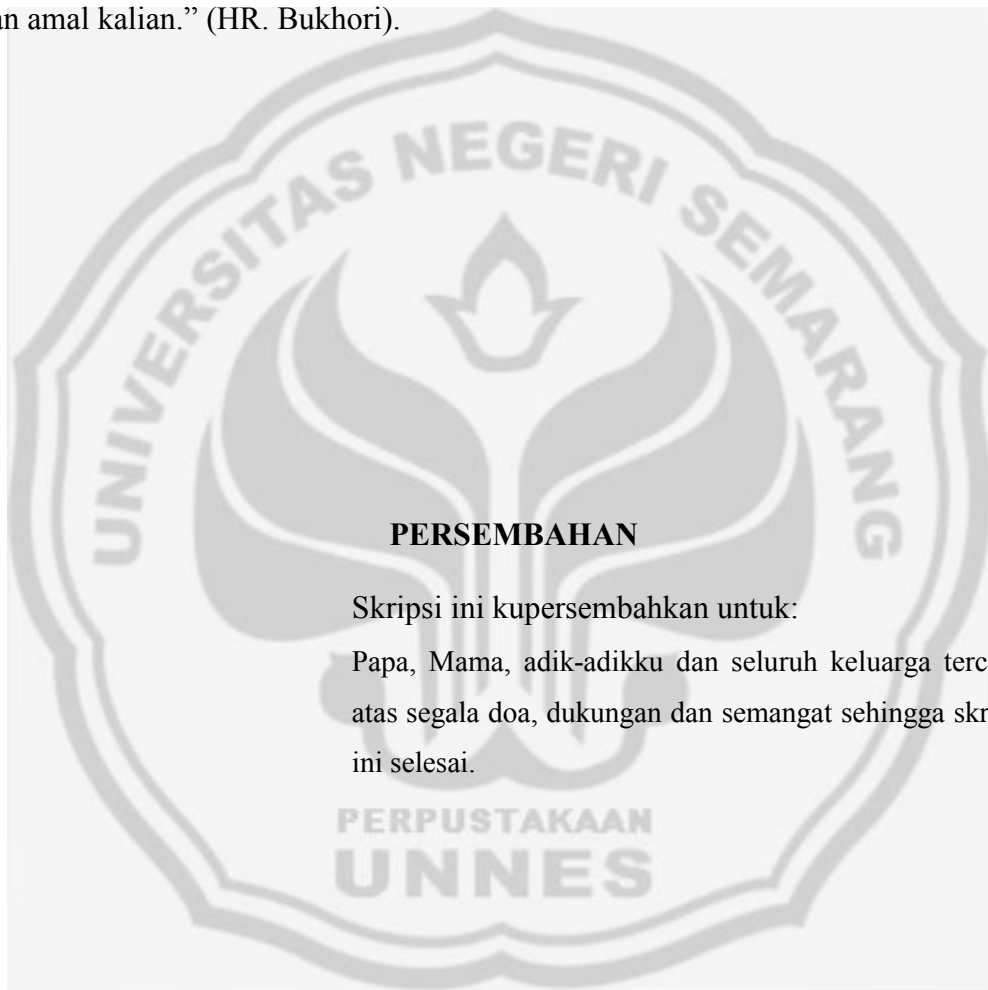 an amal kalian.” (HR. Bukhori).
UNIVERSITAS NEGERI SEMARANG
PERSEMBAHAN
Skripsi ini kupersembahkan untuk:
Papa, Mama, adik-adikku dan seluruh keluarga terc
atas segala doa, dukungan dan semangat sehingga skr
ini selesai.
PERPUSTAKAAN
UNNES